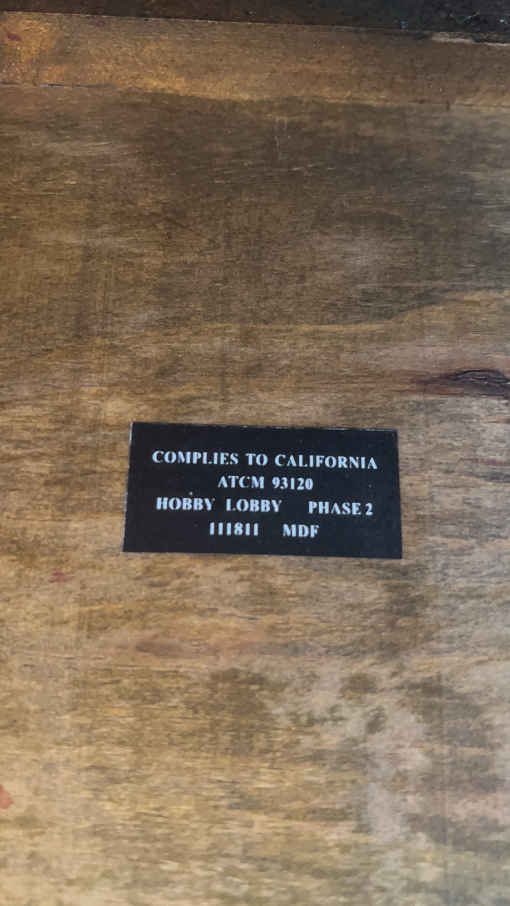 COMPLIES TO CALIFORNIA
ATCM 93120
HOBBY LOBBY PHASE 2
111811 MDF